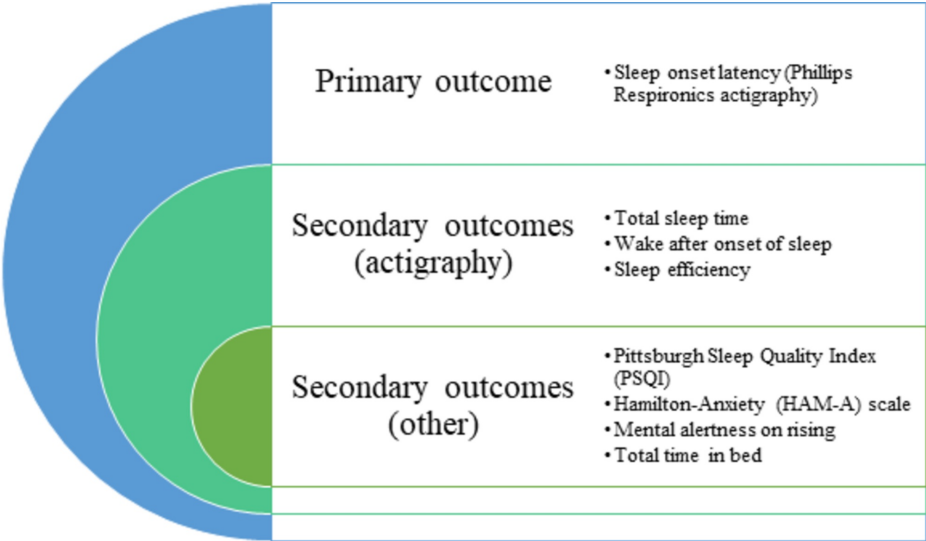 Primary outcome
• Sleep onset latency (Phillips
Respironics actigraphy)
Secondary outcomes
(actigraphy)
• Total sleep time
• Wake after onset of sleep
• Sleep efficiency
Secondary outcomes
(other)
• Pittsburgh Sleep Quality Index
(PSQI)
• Hamilton-Anxiety (HAM-A) scale
• Mental alertness on rising
• Total time in bed